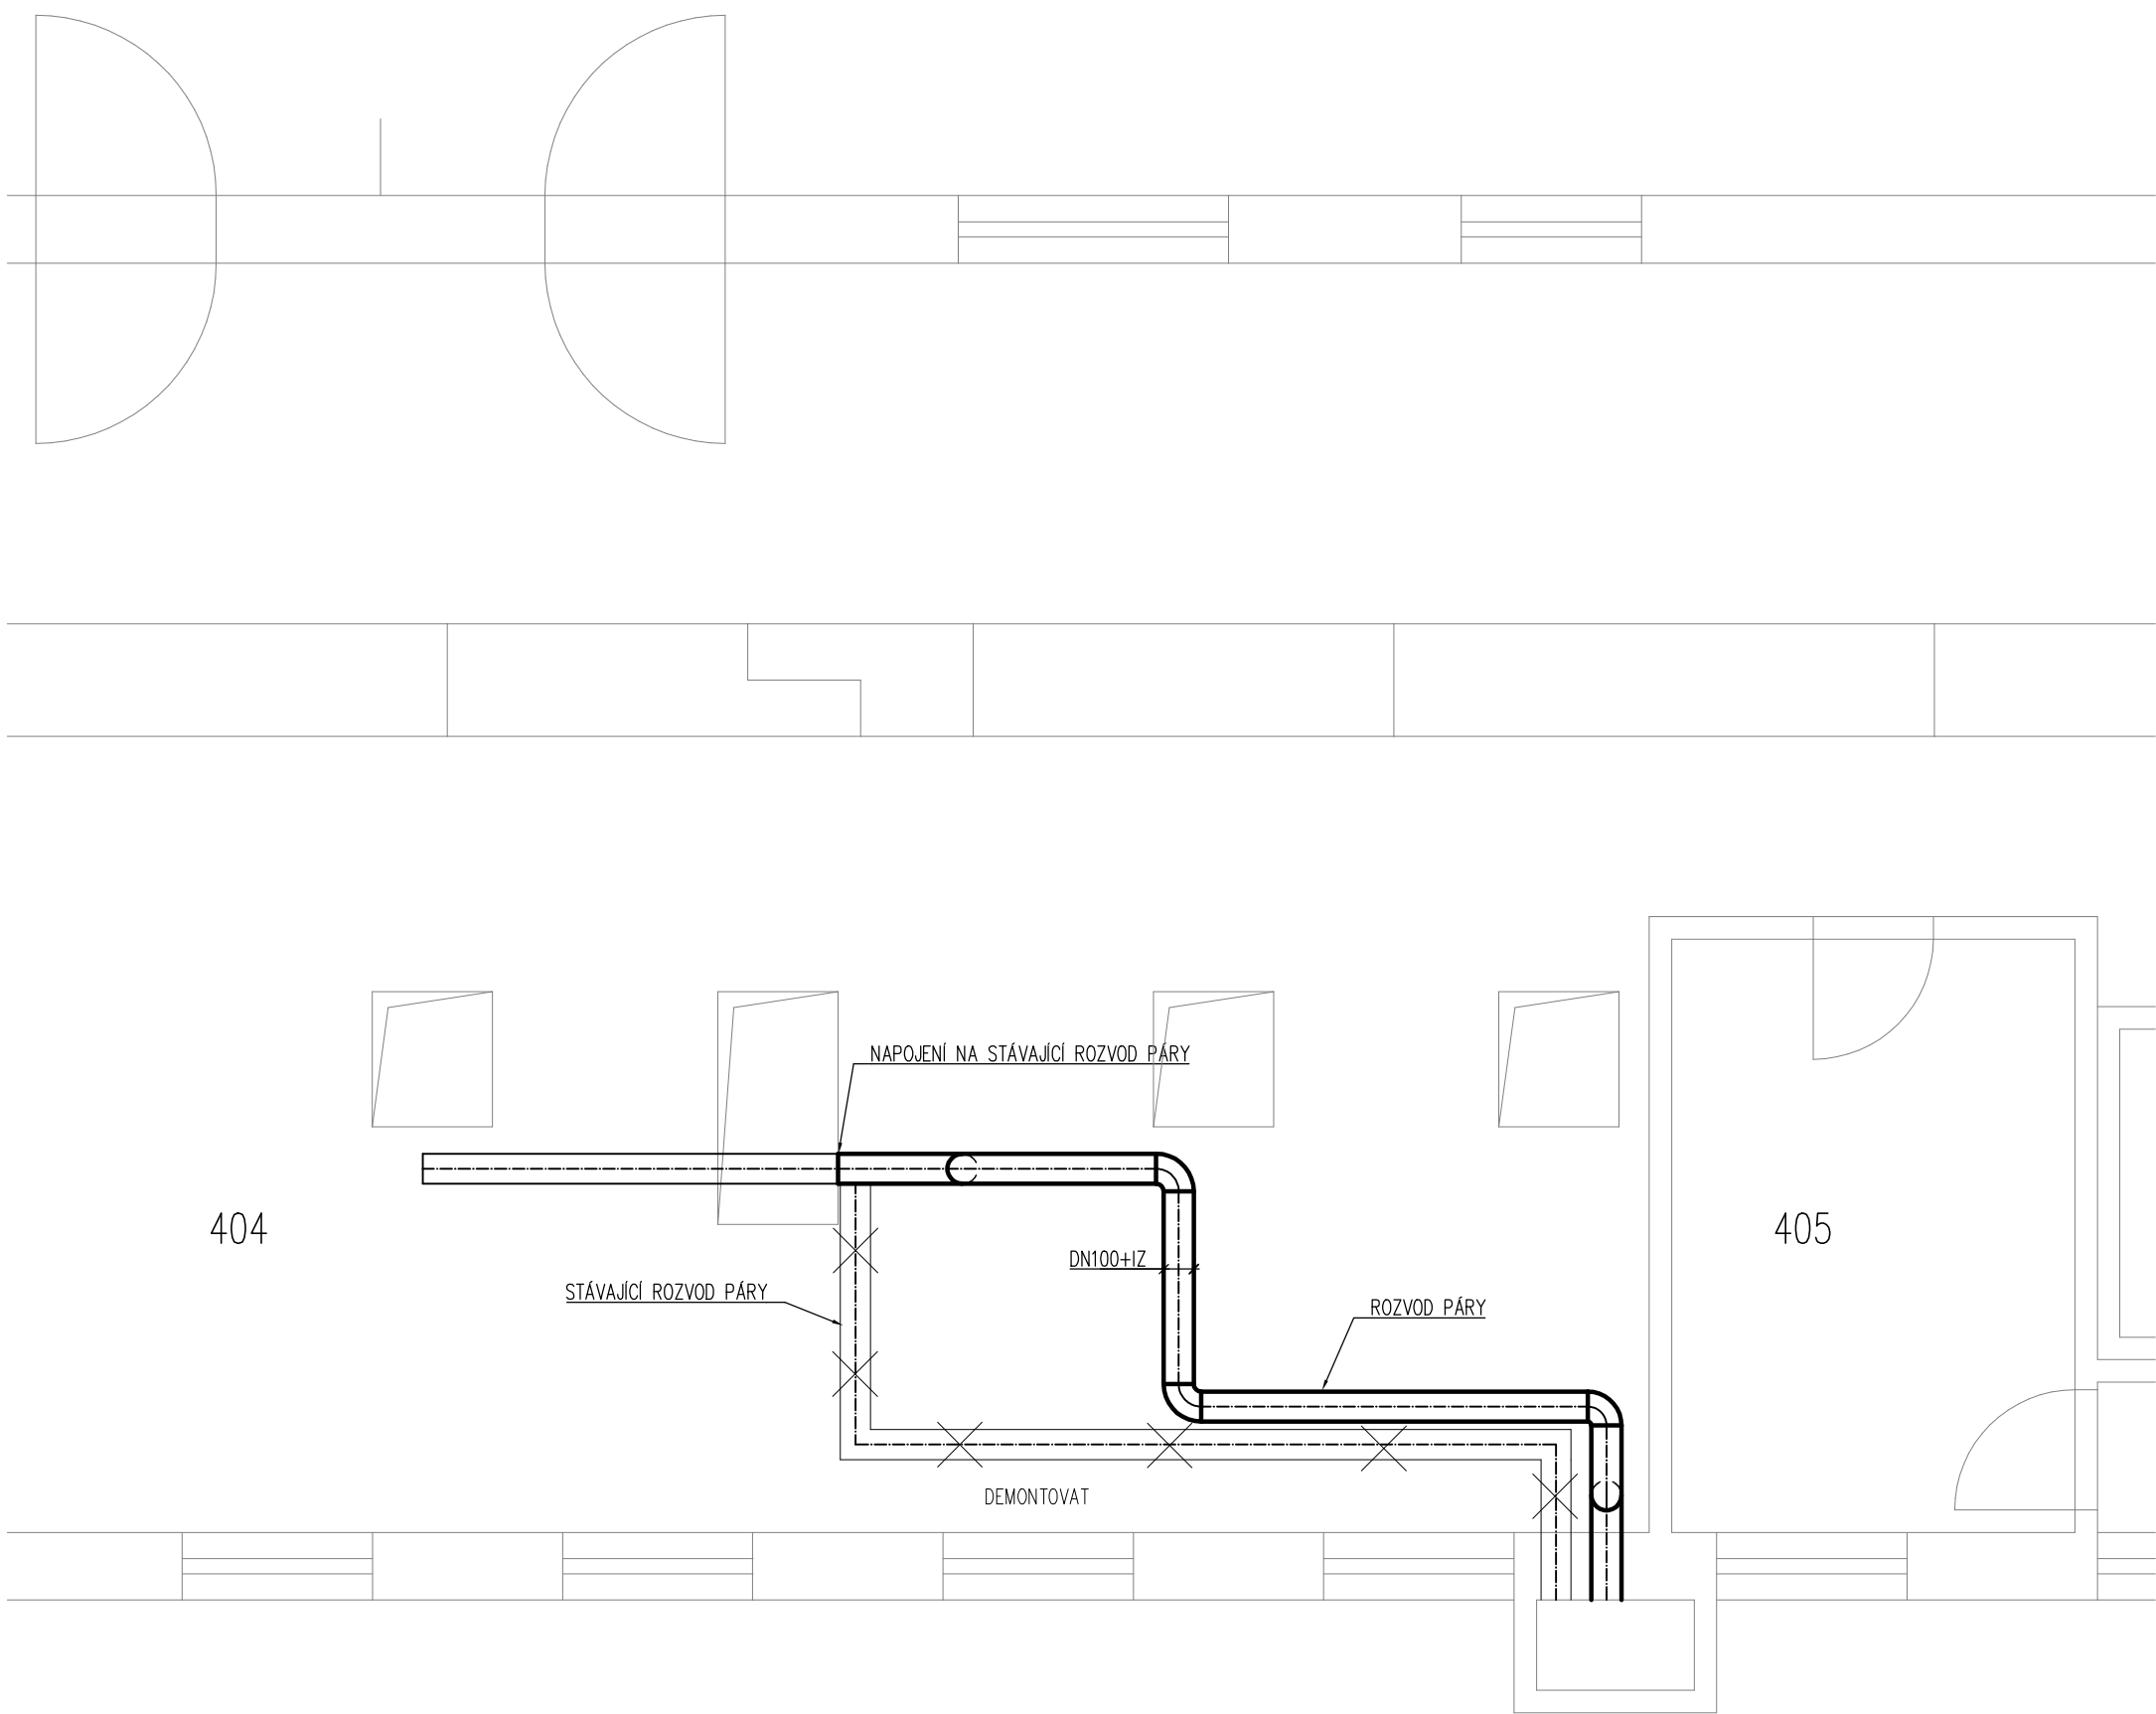 NAPOJENÍ NA STÁVAJÍCÍ ROZVOD PÁRY
404
405
DN100+IZ
STÁVAJÍCÍ ROZVOD PÁRY
ROZVOD PÁRY
DEMONTOVAT